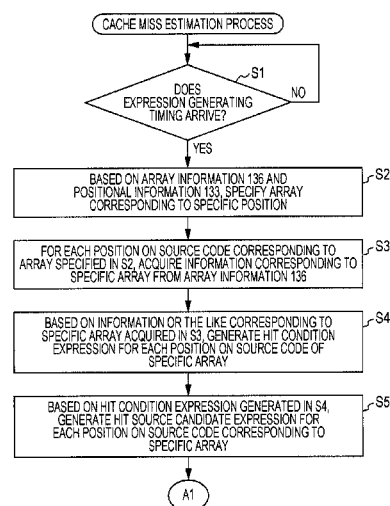 CACHE MISS ESTIMATION PROCESS
S1
DOES
EXPRESSION GENERATING
TIMING ARRIVE?
NO
YES
S2
BASED ON ARRAY INFORMATION 136 AND
POSITIONAL INFORMATION 133, SPECIFY ARRAY
CORRESPONDING TO SPECIFIC POSITION
S3
FOR EACH POSITION ON SOURCE CODE CORRESPONDING TO
ARRAY SPECIFIED IN S2, ACQUIRE INFORMATION CORRESPONDING TO
SPECIFIC ARRAY FROM ARRAY INFORMATION 136
S4
BASED ON INFORMATION OR THE LIKE CORRESPONDING TO
SPECIFIC ARRAY ACQUIRED IN S3, GENERATE HIT CONDITION
EXPRESSION FOR EACH POSITION ON SOURCE CODE OF
SPECIFIC ARRAY
S5
BASED ON HIT CONDITION EXPRESSION GENERATED IN S4,
GENERATE HIT SOURCE CANDIDATE EXPRESSION FOR
EACH POSITION ON SOURCE CODE CORRESPONDING TO
SPECIFIC ARRAY
A1